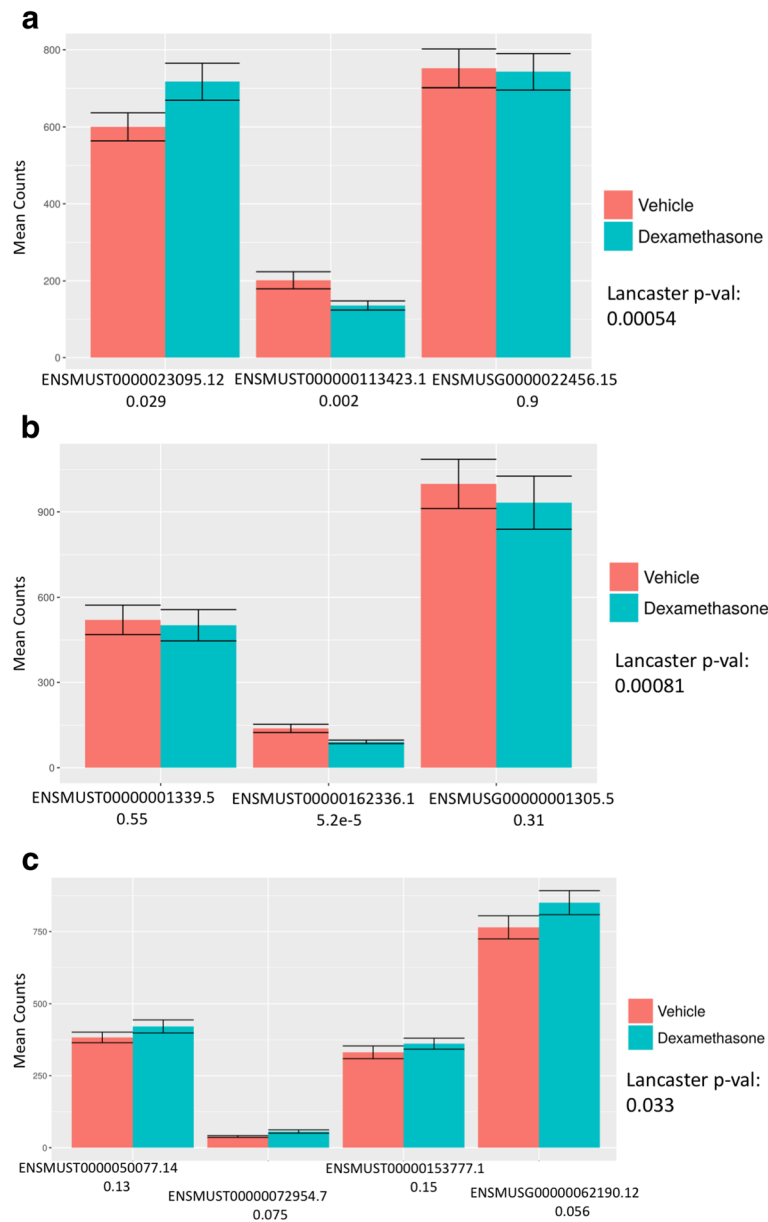 a
800
600
400
200
0
Mean Counts
ENSMUST0000023095.12
0.029
ENSMUST000000113423.1
0.002
ENSMUSG0000022456.15
0.9
Vehicle
Dexamethasone
Lancaster p-val:
0.00054
b
900
600
300
0
Mean Counts
ENSMUST00000001339.5
0.55
ENSMUST00000162336.1
5.2e-5
ENSMUSG00000001305.5
0.31
Vehicle
Dexamethasone
Lancaster p-val:
0.00081
c
750
500
250
0
Mean Counts
ENSMUST0000050077.14
0.13
ENSMUST00000072954.7
0.075
ENSMUST00000153777.1
0.15
ENSMUSG00000062190.12
0.056
Vehicle
Dexamethasone
Lancaster p-val:
0.033